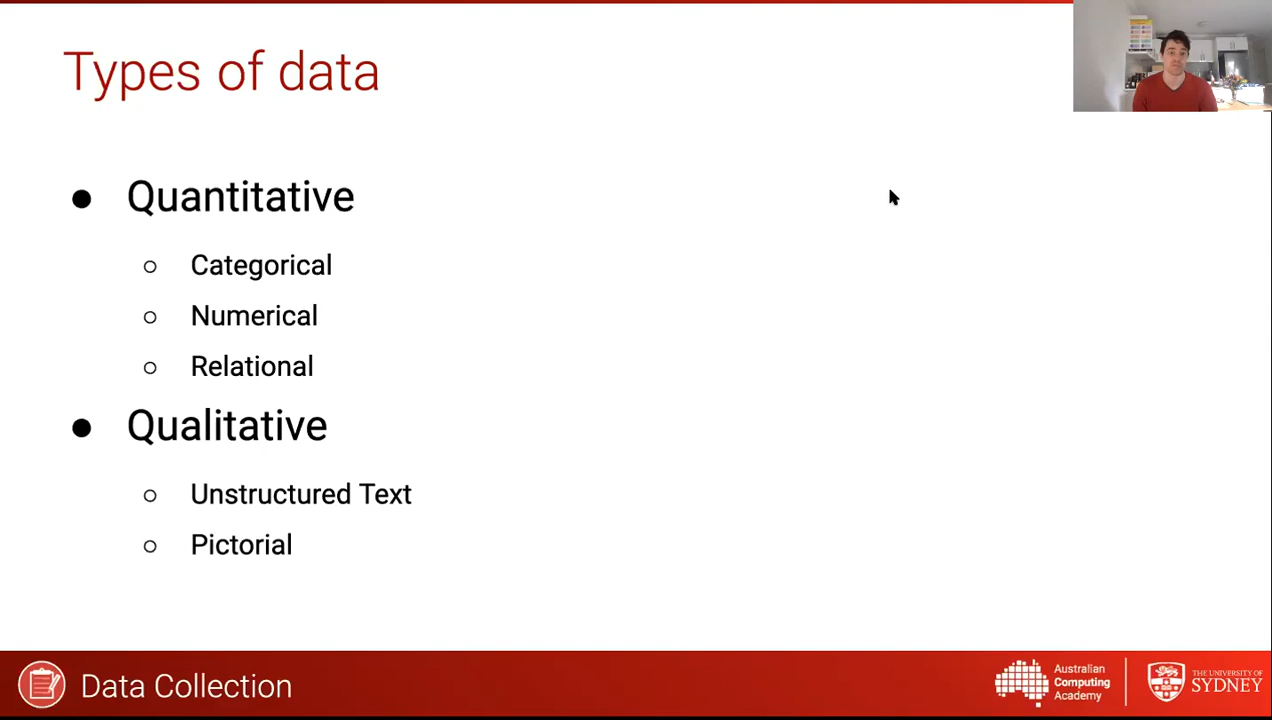 Types of data
Quantitative
Categorical
Numerical
Relational
Qualitative
Unstructured Text
Pictorial
Data Collection
Australian
Computing
Academy
THE UNIVERSITY OF
SYDNEY